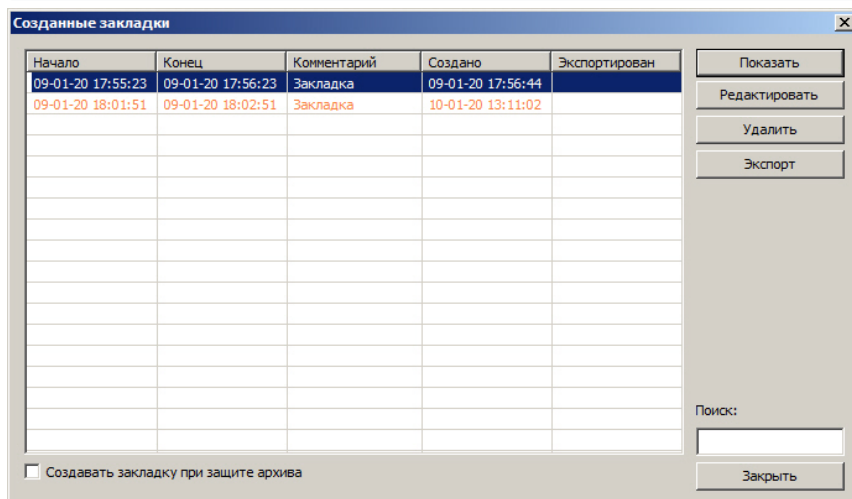 Созданные закладки
Начало Конец Комментарий Создано Экспортирован
09-01-20 17:55:23 09-01-20 17:56:23 Закладка 09-01-20 17:56:44
09-01-20 18:01:51 09-01-20 18:02:51 Закладка 10-01-20 13:11:02
Показать
Редактировать
Удалить
Экспорт
Поиск:
Создавать закладку при защите архива
Закрыть